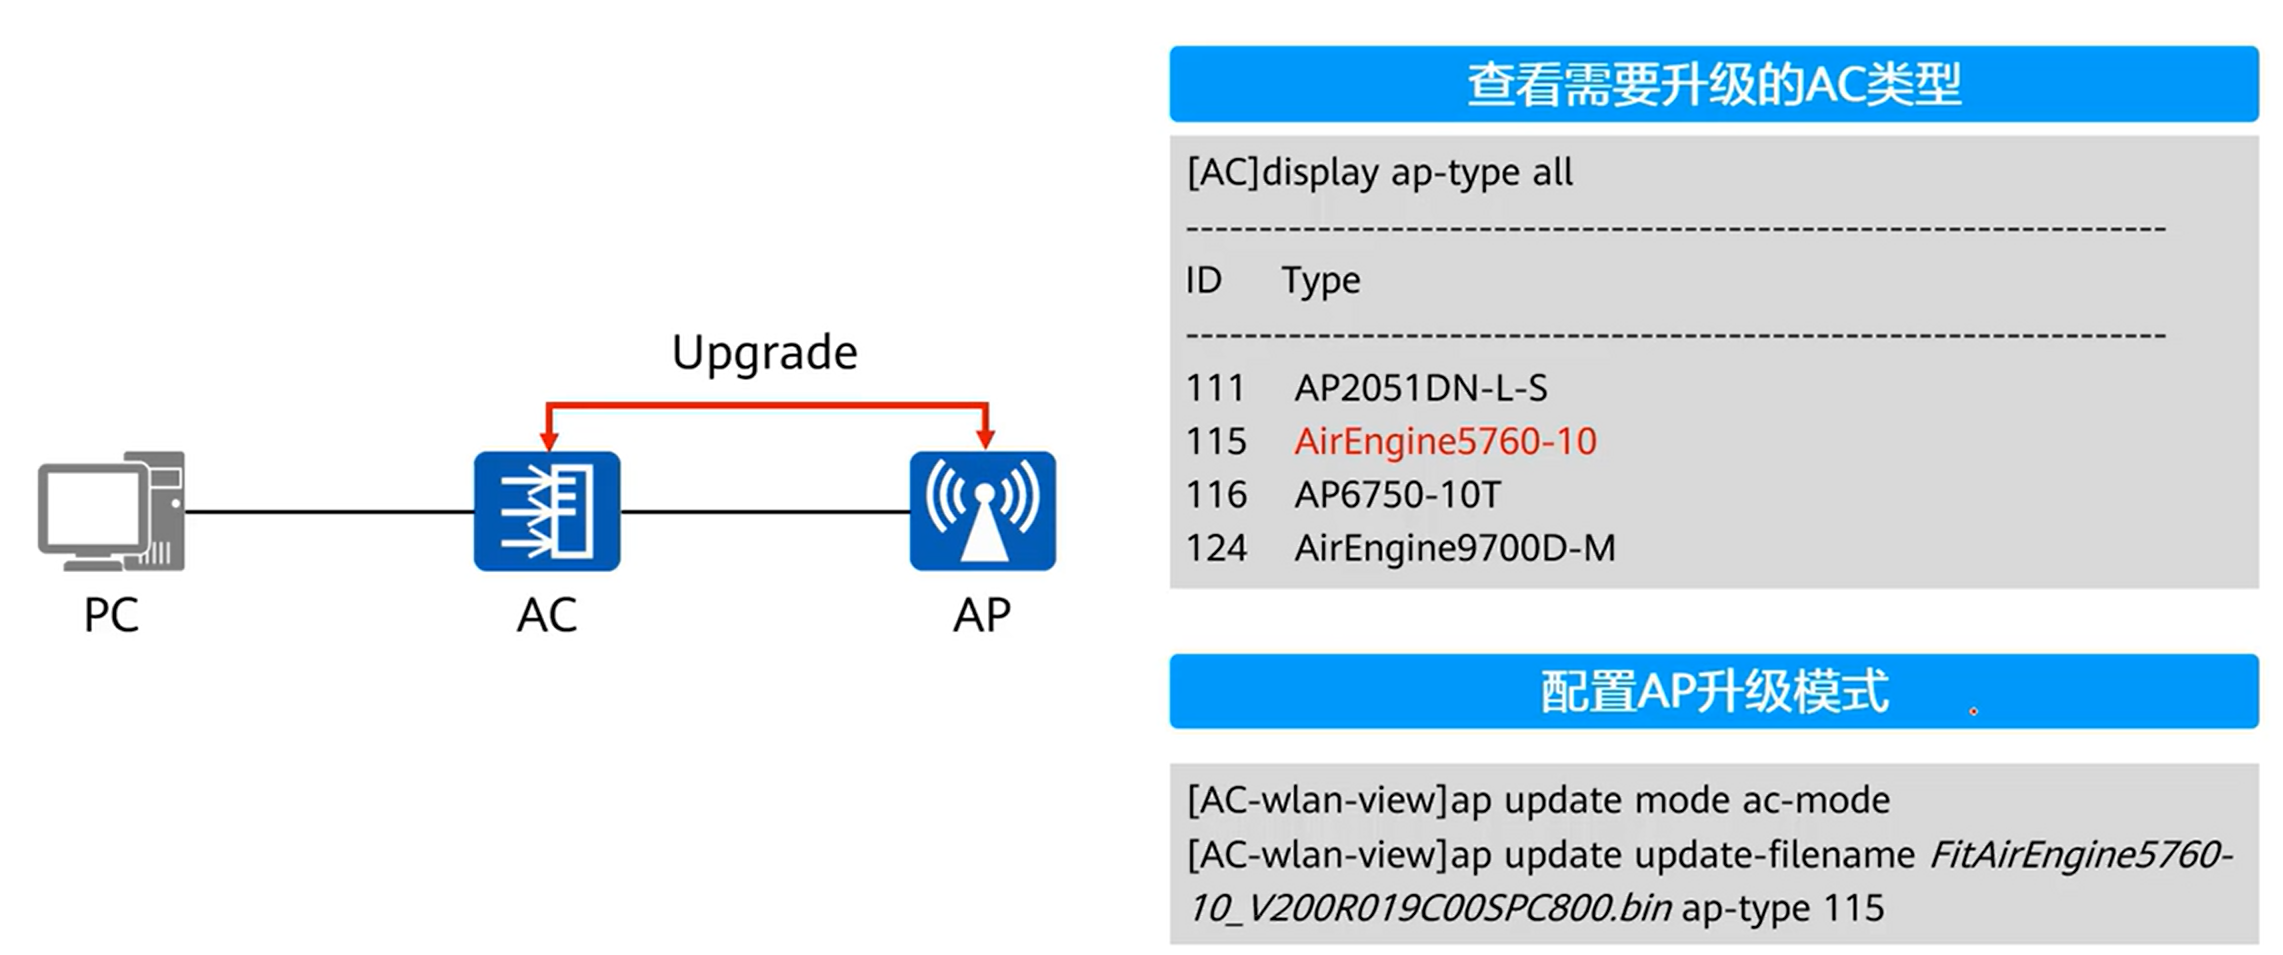 Upgrade
PC
AC
AP
查看需要升级的AC类型
[AC]display ap-type all
--------------------------------------------------------------------------------
ID Type
--------------------------------------------------------------------------------
111 AP2051DN-L-S
115 AirEngine5760-10
116 AP6750-10T
124 AirEngine9700D-M
配置AP升级模式
[AC-wlan-view]ap update mode ac-mode
[AC-wlan-view]ap update update-filename FitAirEngine5760-
10_V200R019C00SPC800.bin ap-type 115